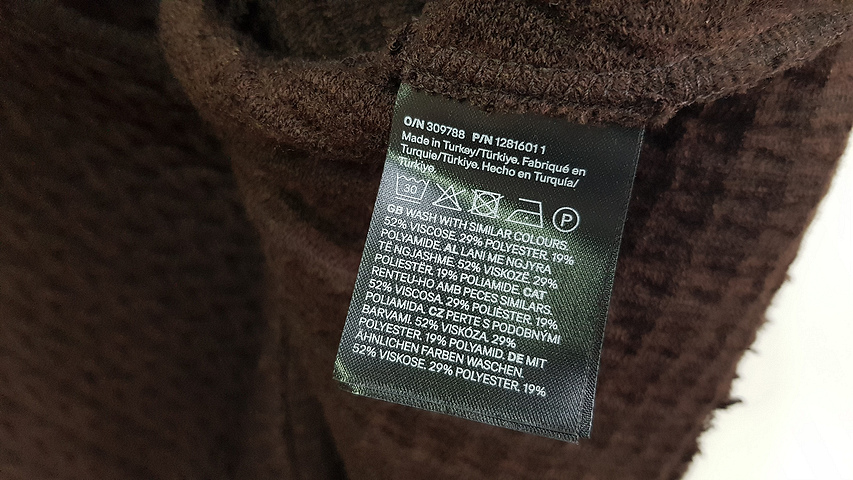 O/N 309788 P/N 1281601 1
Made in Turkey/Türkiye. Fabriqué en
Turquie/Türkiye. Hecho en Turquía/
Türkiye.
30 P
GB WASH WITH SIMILAR COLOURS.
52% VISCOSE. 29% POLYESTER. 19%
POLYAMIDE. AL LANI ME NGJYRA
TË NGJASHME. 52% VISKOZË. 29%
POLIESTËR. 19% POLIAMIDE. CAT
RENTEU-HO AMB PECES SIMILARS.
52% VISCOSA. 29% POLIÈSTER. 19%
POLIAMIDA. CZ PERTE S PODOBNÝMI
BARVAMI. 52% VISKÓZA. 29%
POLYESTER. 19% POLYAMID. DE MIT
ÄHNLICHEN FARBEN WASCHEN.
52% VISKOSE. 29% POLYESTER. 19%